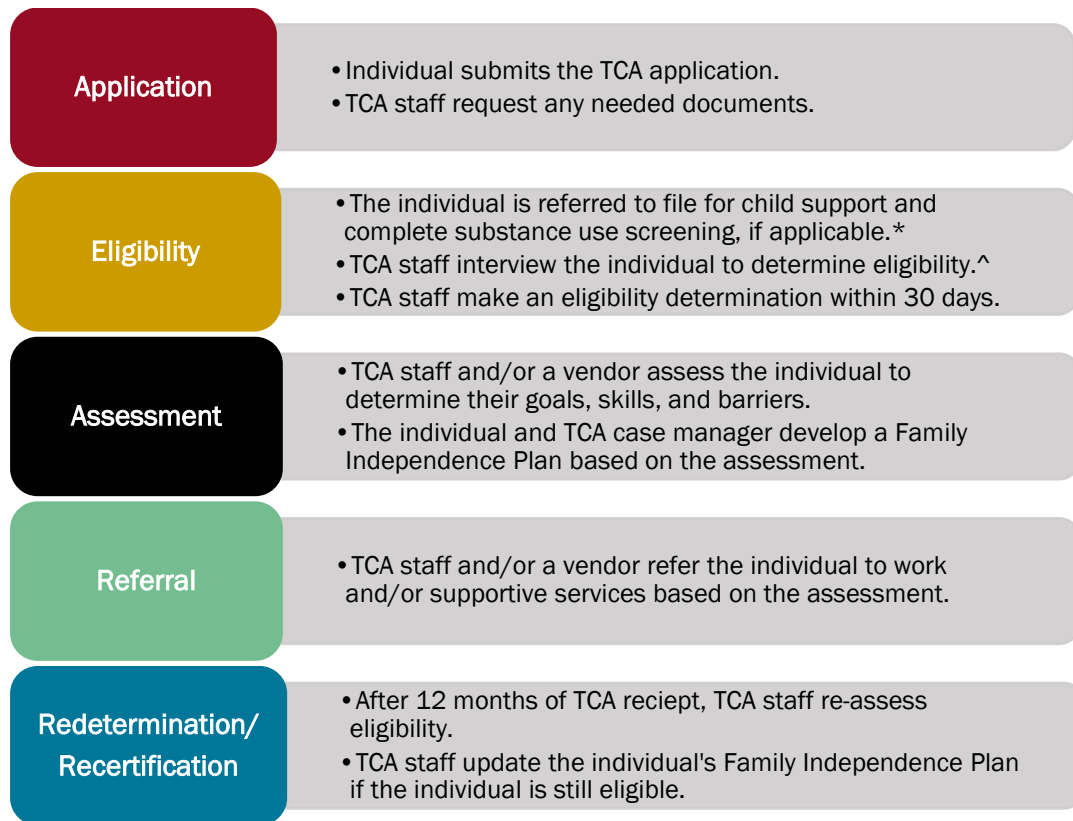 Application
•Individual submits the TCA application.
•TCA staff request any needed documents.
Eligibility
•The individual is referred to file for child support and
complete substance use screening, if applicable.*
•TCA staff interview the individual to determine eligibility.^
•TCA staff make an eligibility determination within 30 days.
Assessment
•TCA staff and/or a vendor assess the individual to
determine their goals, skills, and barriers.
•The individual and TCA case manager develop a Family
Independence Plan based on the assessment.
Referral
•TCA staff and/or a vendor refer the individual to work
and/or supportive services based on the assessment.
Redetermination/
Recertification
•After 12 months of TCA reciept, TCA staff re-assess
eligibility.
•TCA staff update the individual's Family Independence Plan
if the individual is still eligible.